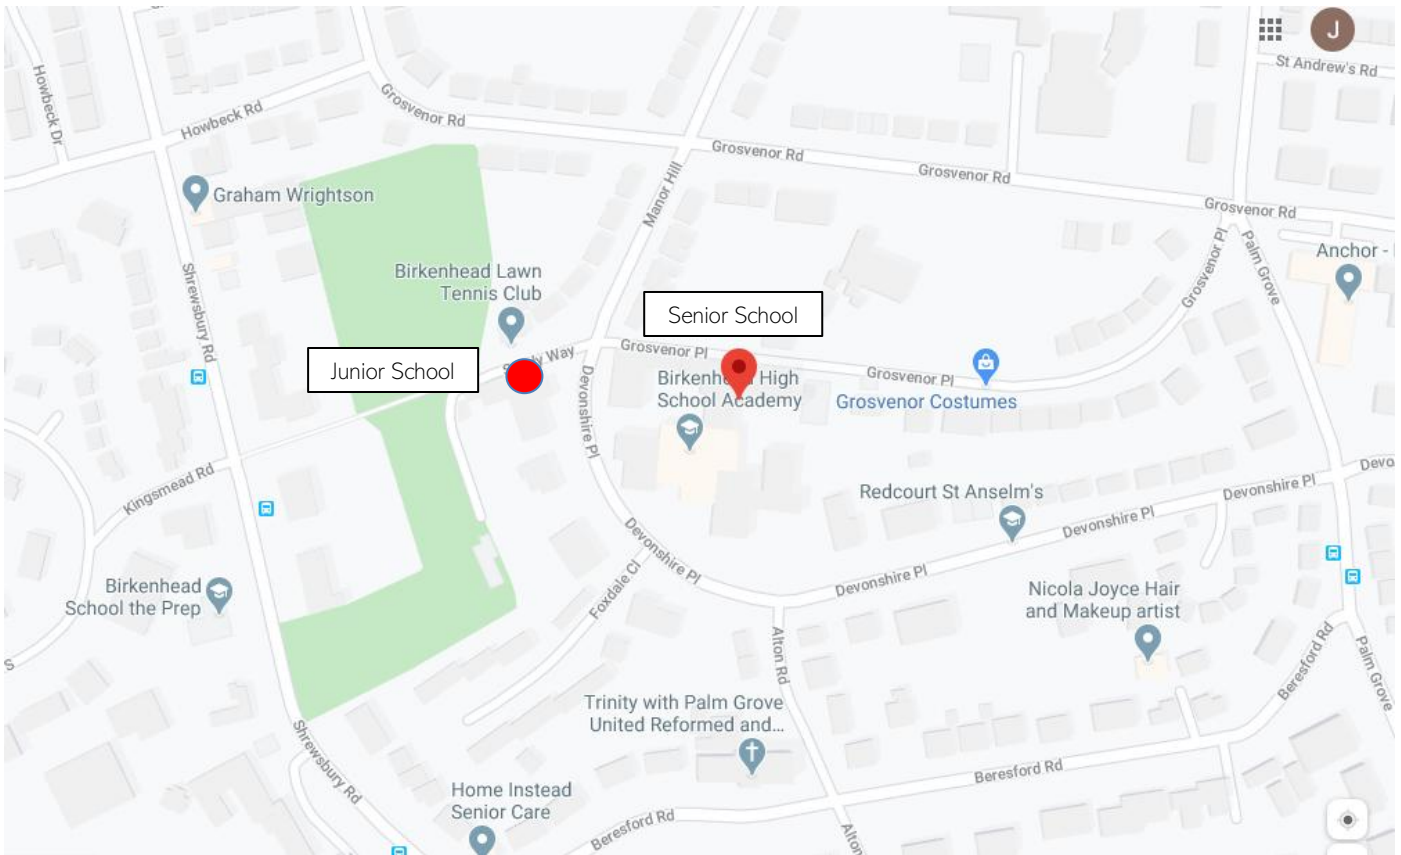 J
St Andrew's Rd
Howbeck Dr
Howbeck Rd
Grosvenor Rd
Grosvenor Rd
Grosvenor Rd
Grosvenor Rd
Manor Hill
Graham Wrightson
Palm Grove
Grosvenor Pl
Anchor -
Birkenhead Lawn
Tennis Club
Shrewsbury Rd
Senior School
Junior School
Way
Grosvenor Pl
Grosvenor Pl
Grosvenor Costumes
Birkenhead High
School Academy
Devonshire Pl
Kingsmead Rd
Redcourt St Anselm's
Devonshire Pl
Devo
Devonshire Pl
Devonshire Pl
Devonshire Pl
Foxdale Cl
Birkenhead
School the Prep
Nicola Joyce Hair
and Makeup artist
S
Alton Rd
Beresford Rd
Palm Grove
Trinity with Palm Grove
United Reformed and...
Shrewsbury Rd
Beresford Rd
Home Instead
Senior Care
Beresford Rd
Alton